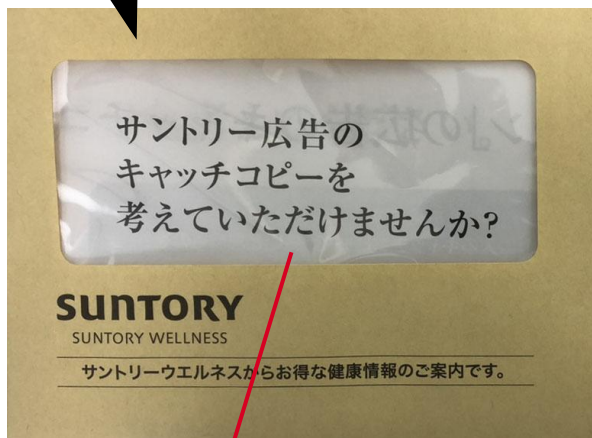 サントリー広告の
キャッチコピーを
考えていただけませんか?
SUNTORY
SUNTORY WELLNESS
サントリーウエルネスからお得な健康情報のご案内です。